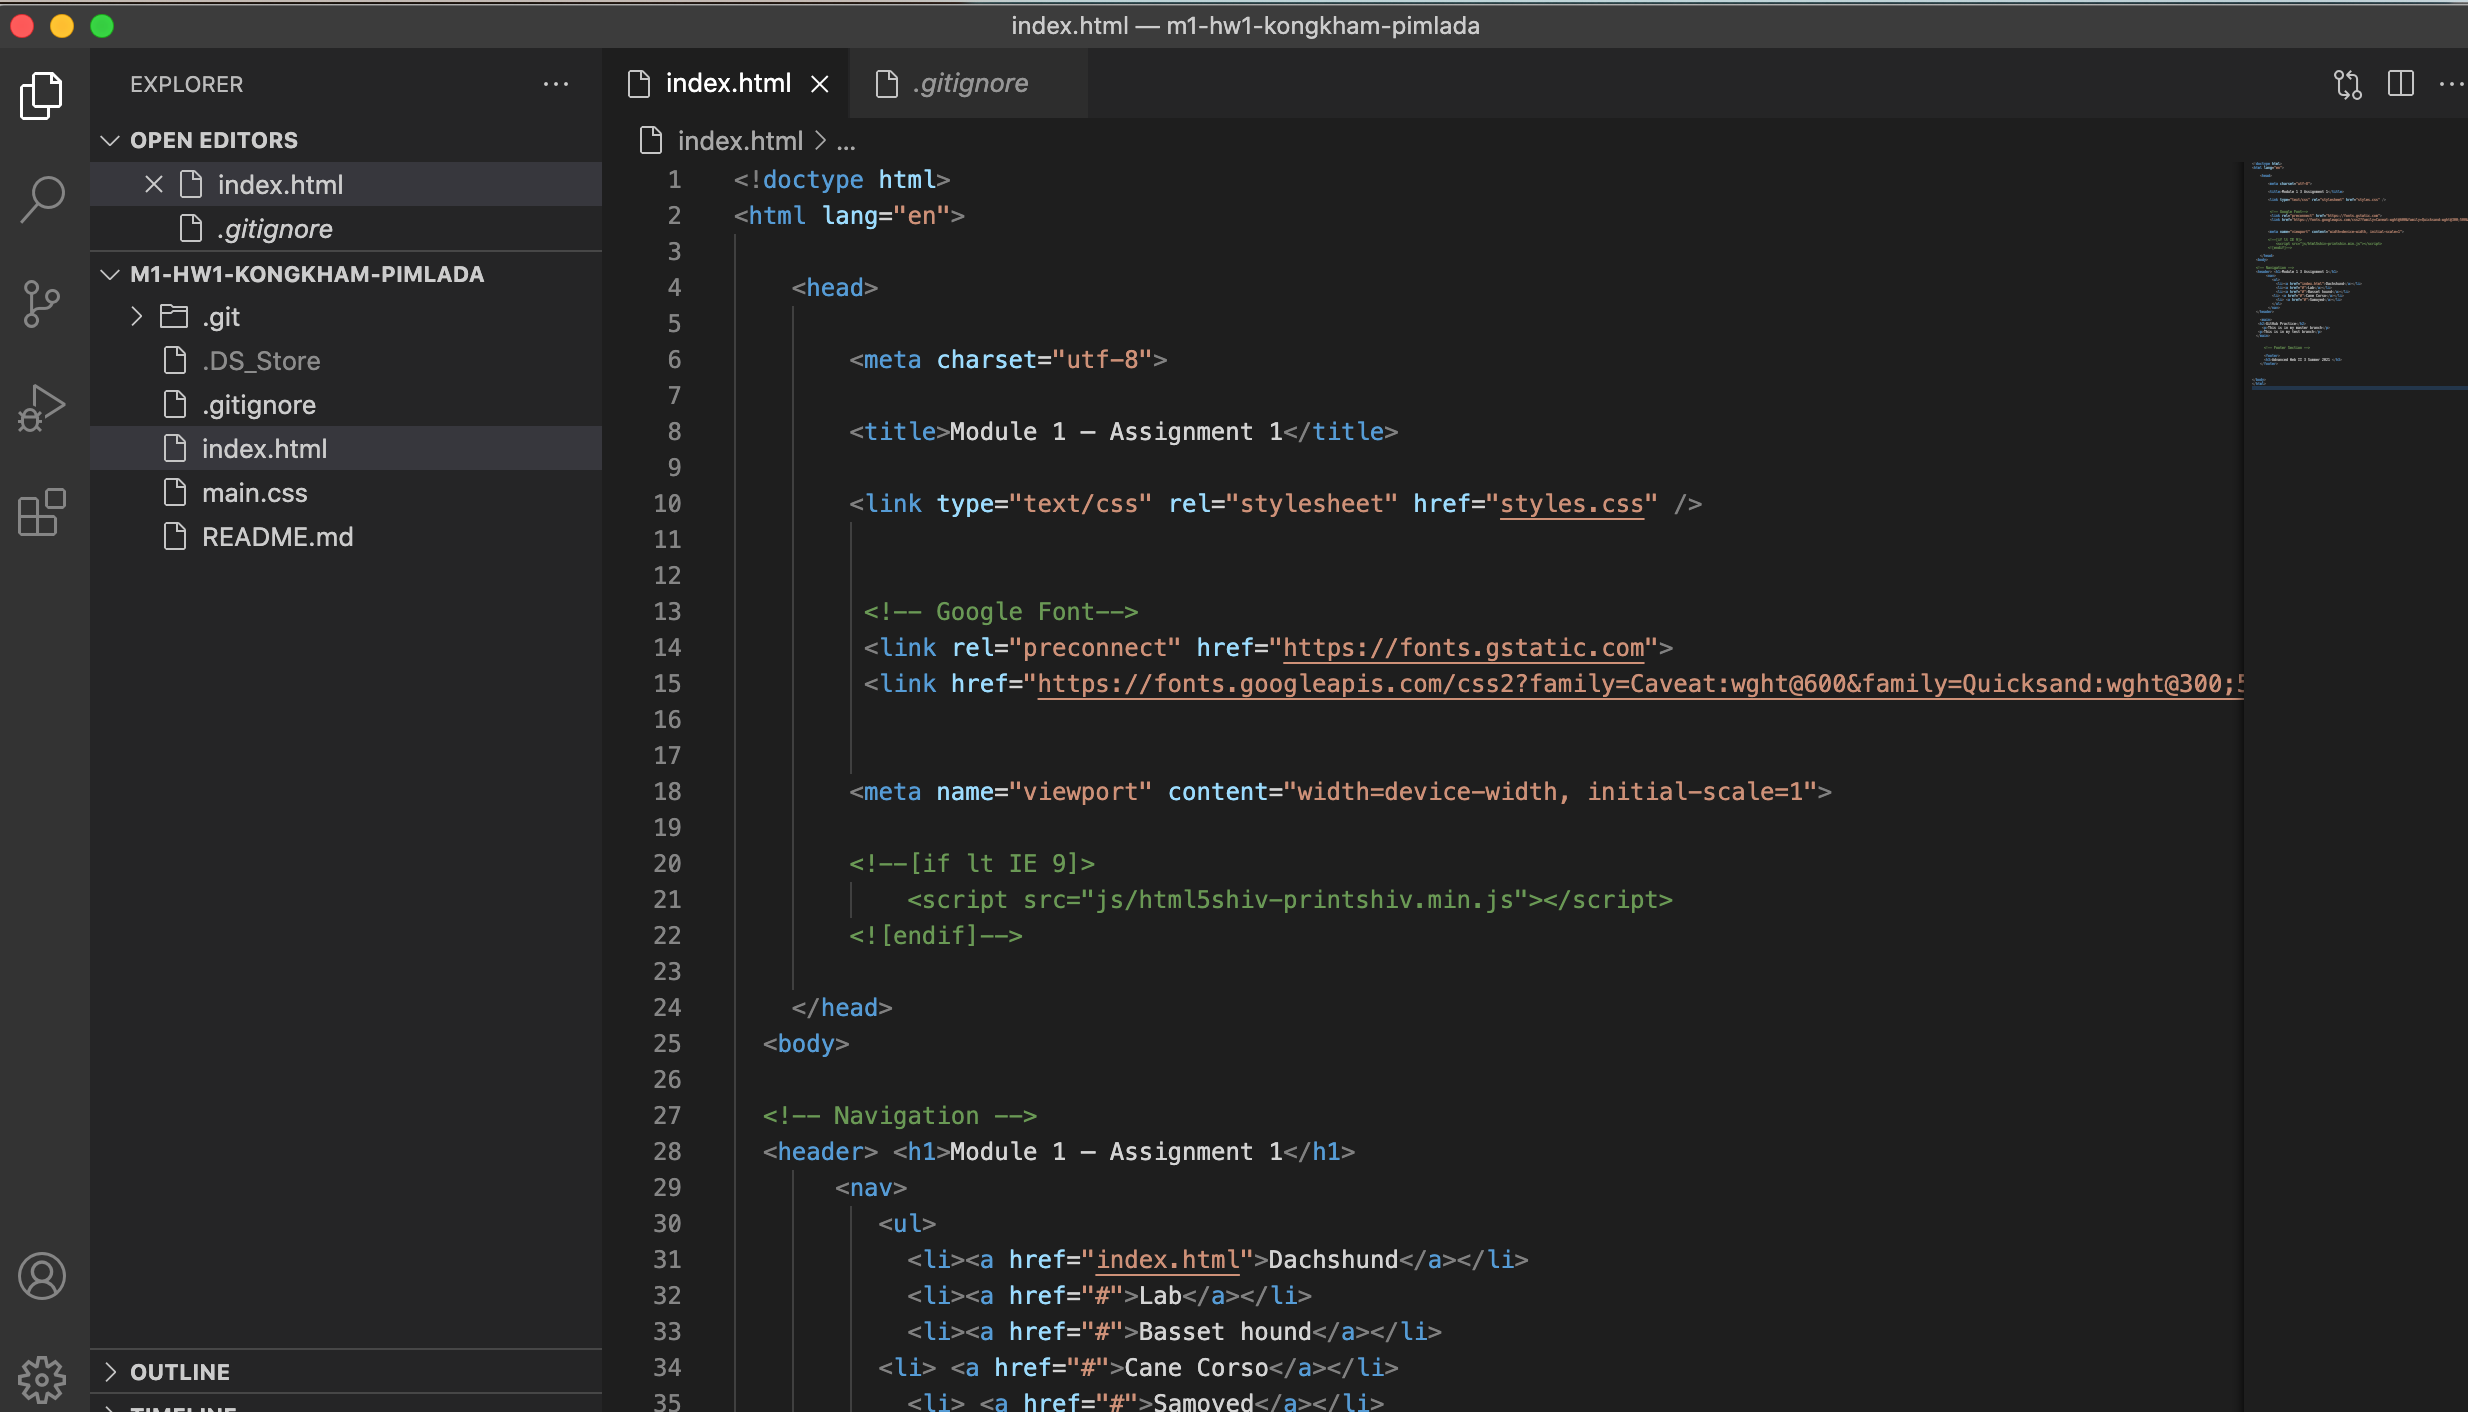 index.html — m1-hw1-kongkham-pimlada
EXPLORER
OPEN EDITORS
index.html
.gitignore
M1-HW1-KONGKHAM-PIMLADA
.git
.DS_Store
.gitignore
index.html
main.css
README.md
OUTLINE
TIMELINE
index.html
.gitignore
index.html > ...
1 <!doctype html>
2 <html lang="en">
3
4 <head>
5
6 <meta charset="utf-8">
7
8 <title>Module 1 – Assignment 1</title>
9
10 <link type="text/css" rel="stylesheet" href="styles.css" />
11
12
13 <!-- Google Font-->
14 <link rel="preconnect" href="https://fonts.gstatic.com">
15 <link href="https://fonts.googleapis.com/css2?family=Caveat:wght@600&family=Quicksand:wght@300;5
16
17
18 <meta name="viewport" content="width=device-width, initial-scale=1">
19
20 <!--[if lt IE 9]>
21 <script src="js/html5shiv-printshiv.min.js"></script>
22 <![endif]-->
23
24 </head>
25 <body>
26
27 <!-- Navigation -->
28 <header> <h1>Module 1 – Assignment 1</h1>
29 <nav>
30 <ul>
31 <li><a href="index.html">Dachshund</a></li>
32 <li><a href="#">Lab</a></li>
33 <li><a href="#">Basset hound</a></li>
34 <li> <a href="#">Cane Corso</a></li>
35 <li> <a href="#">Samoyed</a></li>